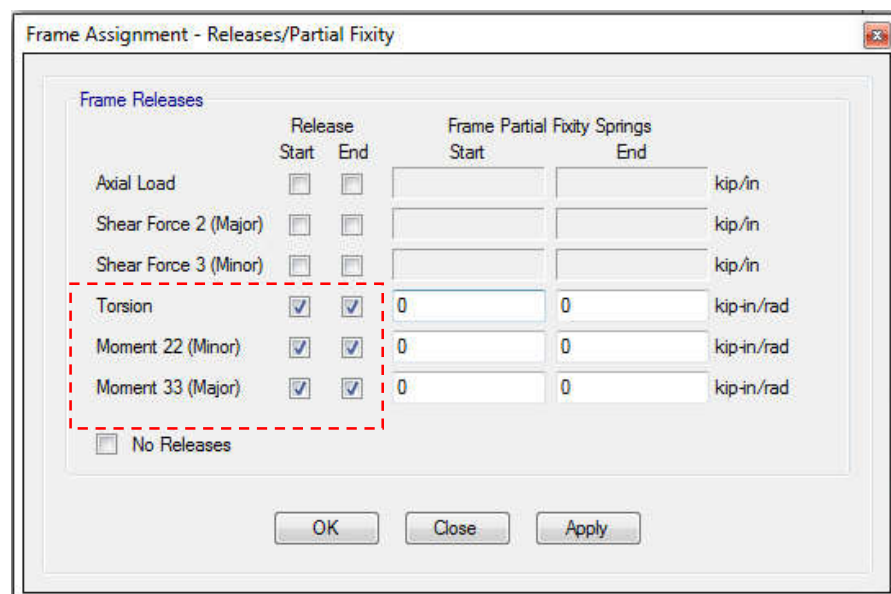 Frame Assignment - Releases/Partial Fixity
Frame Releases
Release Frame Partial Fixity Springs
Start End Start End
Axial Load kip/in
Shear Force 2 (Major) kip/in
Shear Force 3 (Minor) kip/in
Torsion 0 0 kip-in/rad
Moment 22 (Minor) 0 0 kip-in/rad
Moment 33 (Major) 0 0 kip-in/rad
No Releases
OK Close Apply